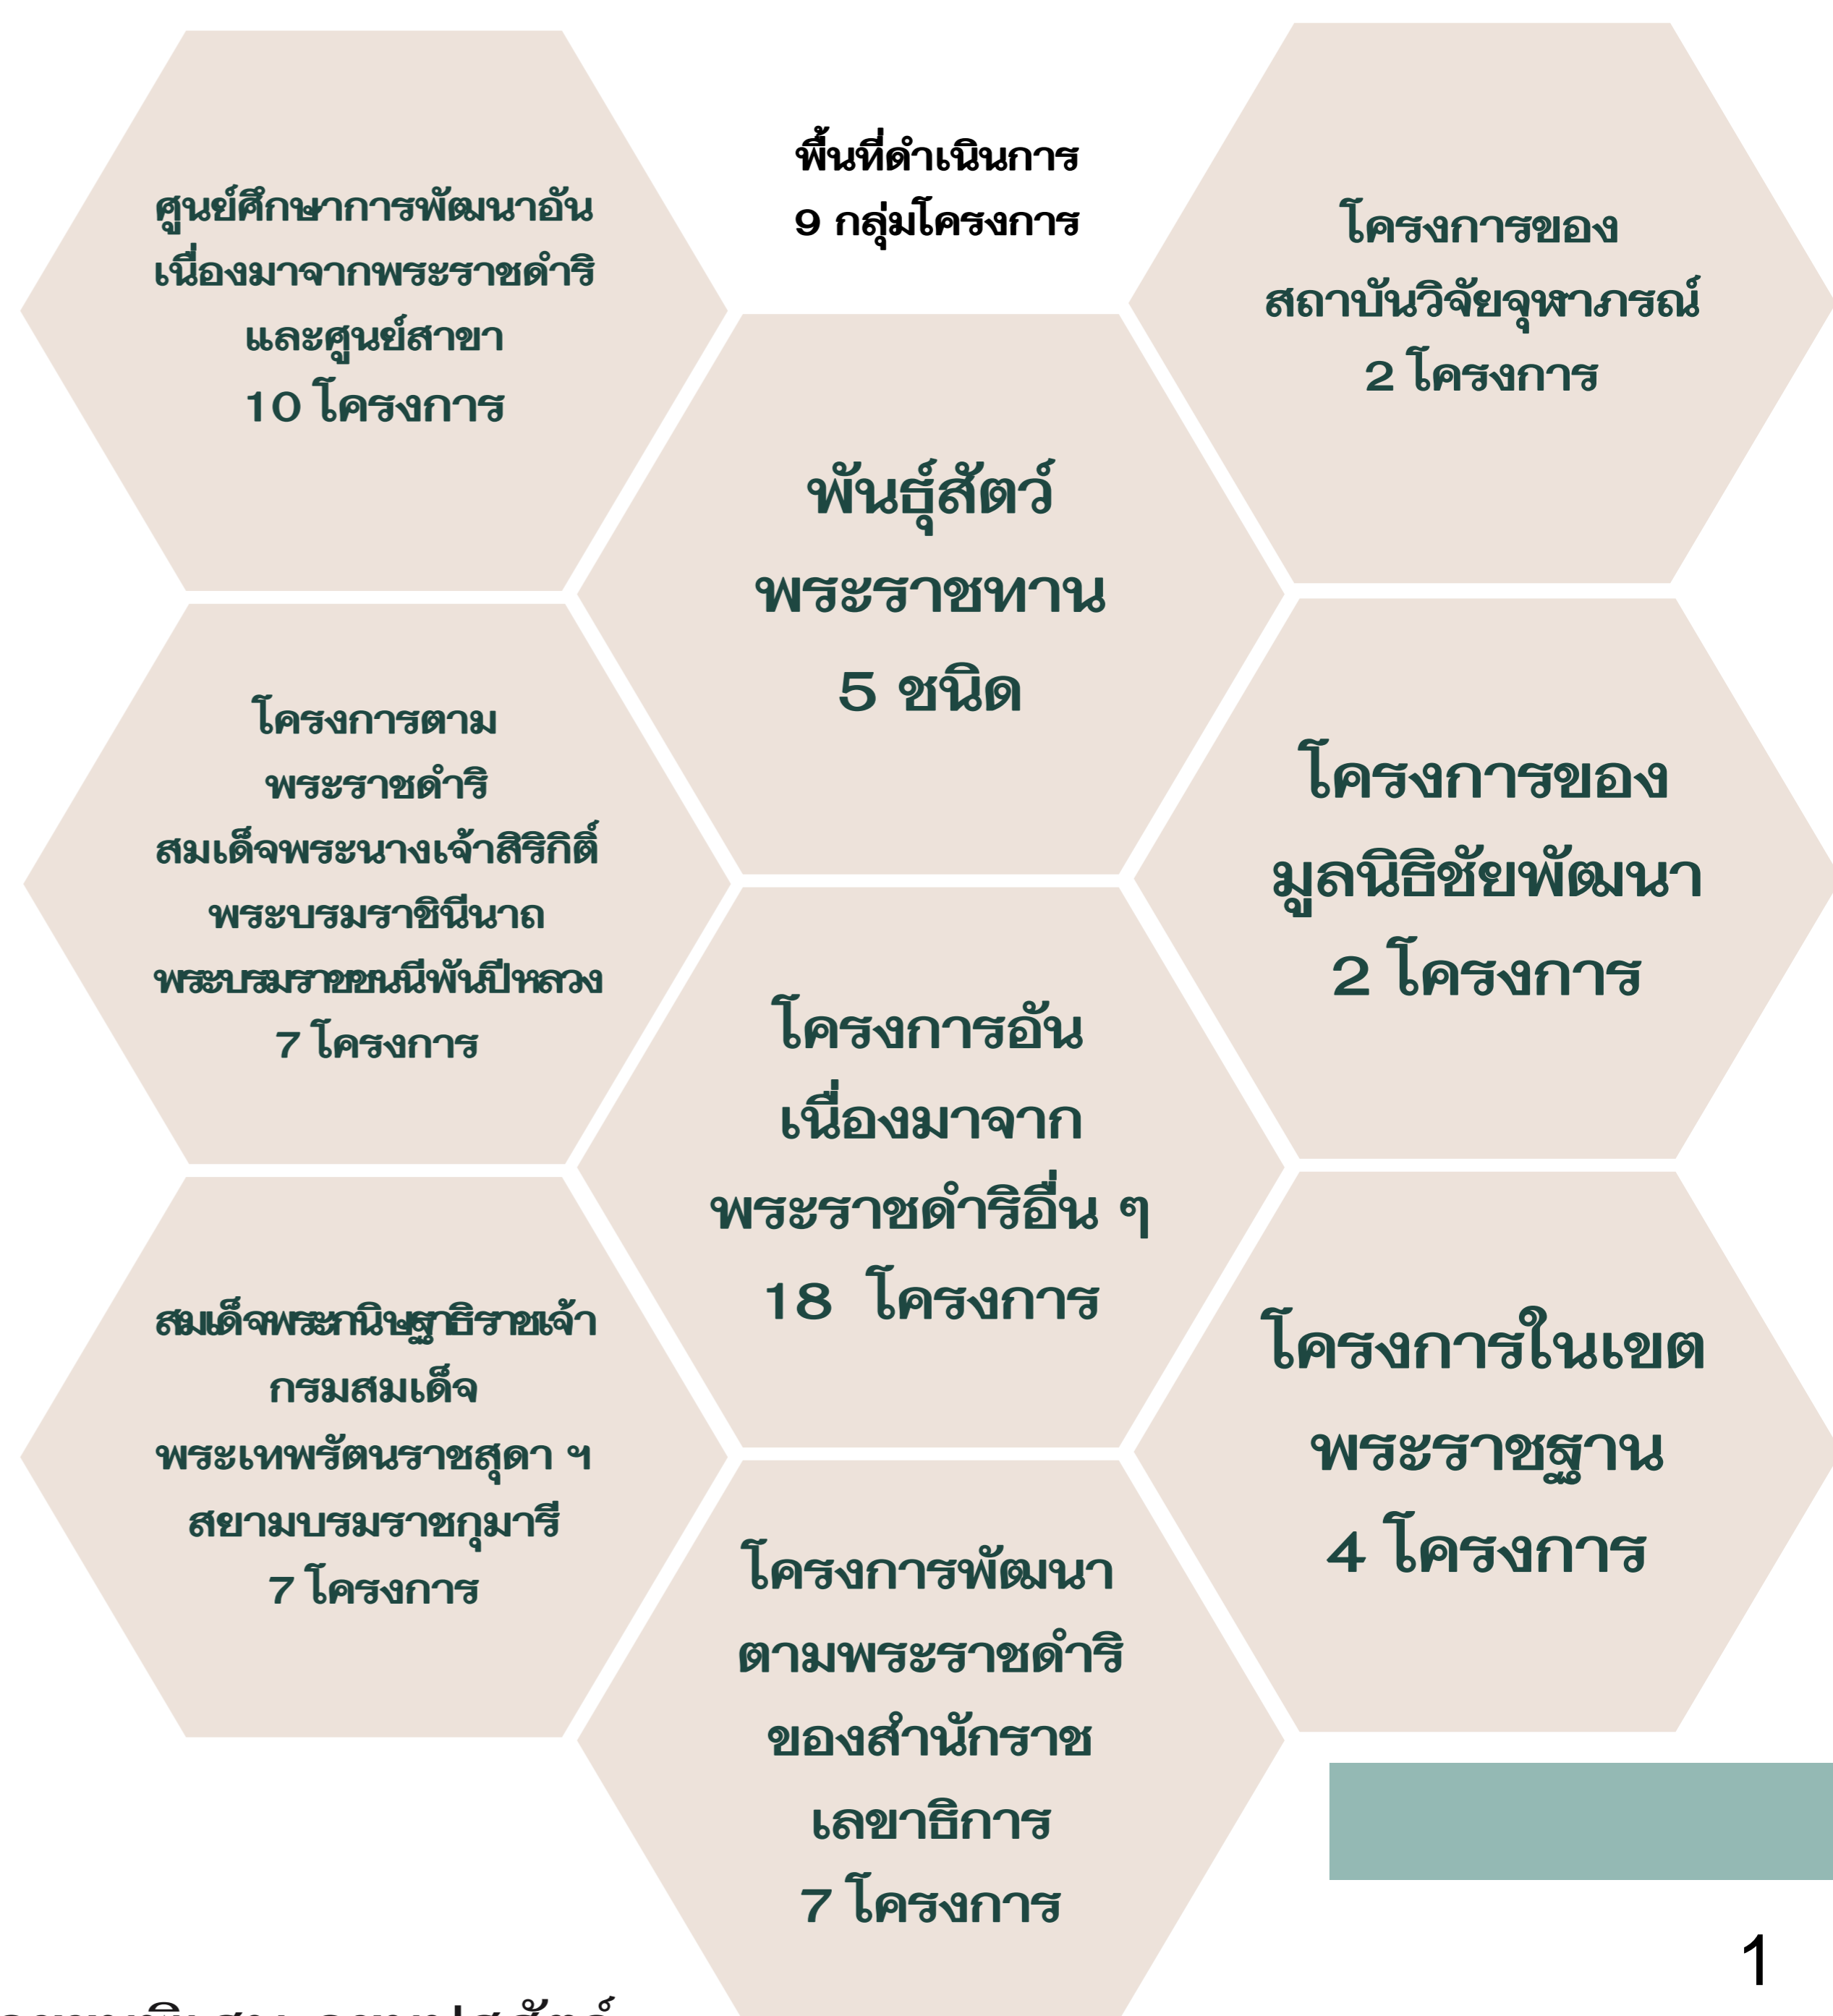 พื้นที่ดำเนินการ
9 กลุ่มโครงการ
ศูนย์ศึกษาการพัฒนาอัน
เนื่องมาจากพระราชดำริ
และศูนย์สาขา
10 โครงการ
โครงการของ
สถาบันวิจัยจุฬาภรณ์
2 โครงการ
พันธุ์สัตว์
พระราชทาน
5 ชนิด
โครงการตาม
พระราชดำริ
สมเด็จพระนางเจ้าสิริกิติ์
พระบรมราชินีนาถ
พระบรมราชชนนีพันปีหลวง
7 โครงการ
โครงการของ
มูลนิธิชัยพัฒนา
2 โครงการ
โครงการอัน
เนื่องมาจาก
พระราชดำริอื่น ๆ
18 โครงการ
สมเด็จพระกนิษฐาธิราชเจ้า
กรมสมเด็จ
พระเทพรัตนราชสุดา ฯ
สยามบรมราชกุมารี
7 โครงการ
โครงการในเขต
พระราชฐาน
4 โครงการ
โครงการพัฒนา
ตามพระราชดำริ
ของสำนักราช
เลขาธิการ
7 โครงการ
1